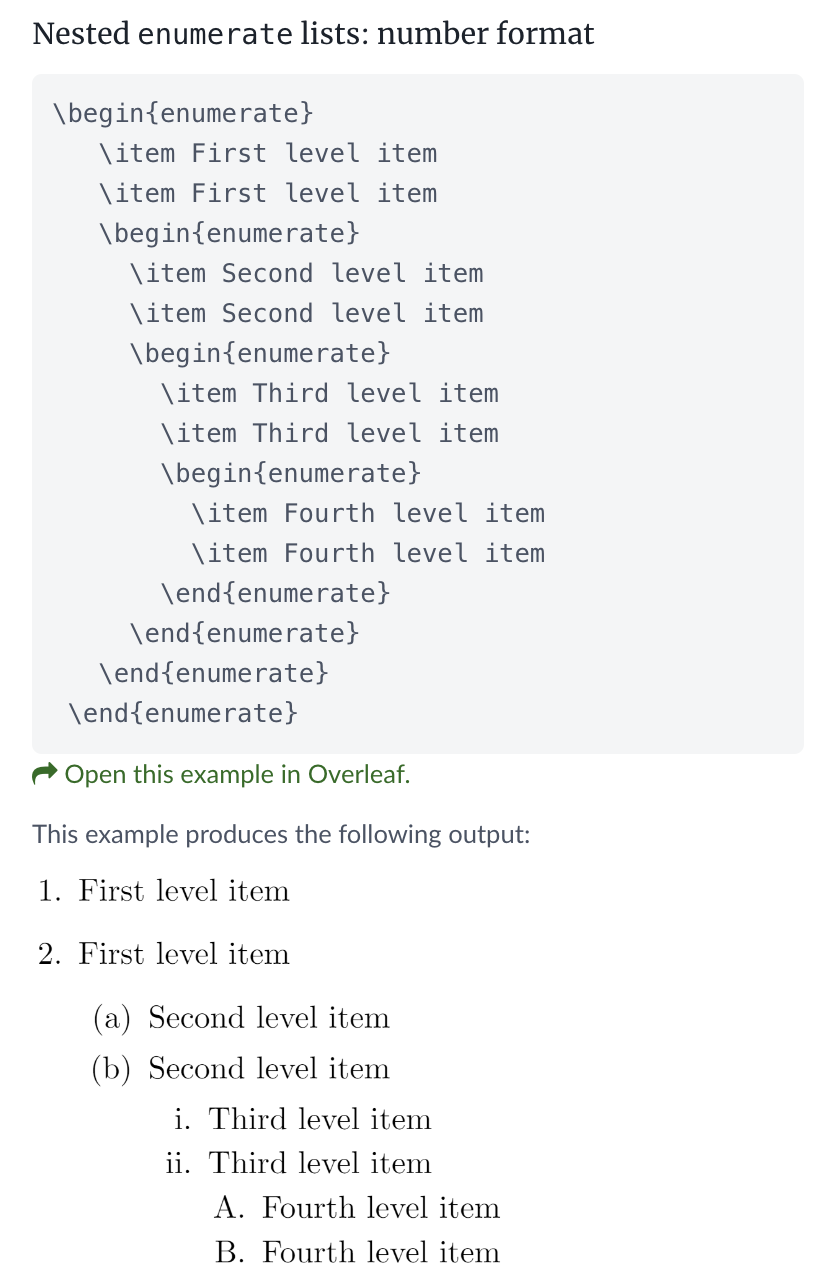 Nested enumerate lists: number format
\begin{enumerate}
   \item First level item
   \item First level item
   \begin{enumerate}
     \item Second level item
     \item Second level item
     \begin{enumerate}
       \item Third level item
       \item Third level item
       \begin{enumerate}
         \item Fourth level item
         \item Fourth level item
       \end{enumerate}
     \end{enumerate}
   \end{enumerate}
 \end{enumerate}
Open this example in Overleaf.
This example produces the following output:
1. First level item
2. First level item
(a) Second level item
(b) Second level item
i. Third level item
ii. Third level item
A. Fourth level item
B. Fourth level item